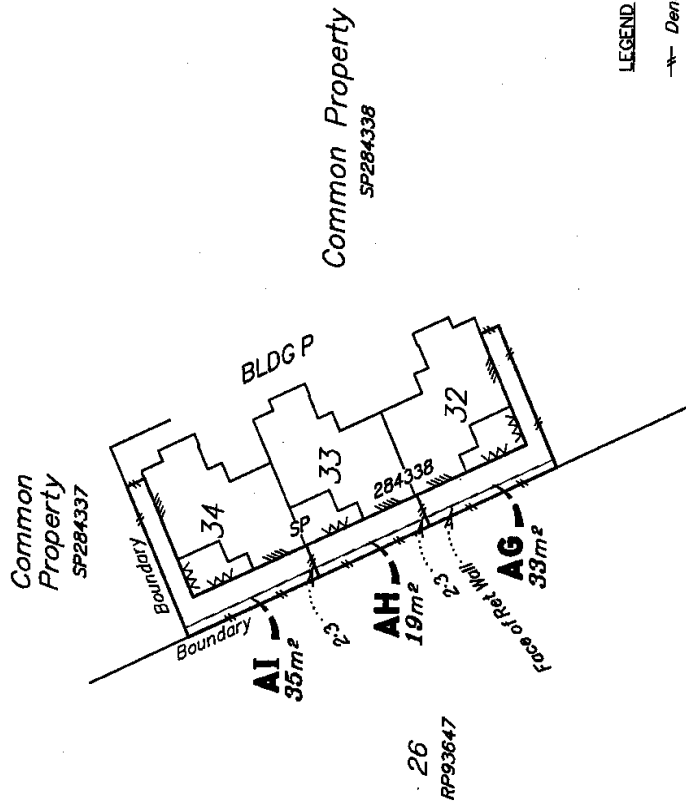 Common
Property
SP284337
Common Property
SP284338
LEGEND
Den
BLDG P
Boundary
Boundary
34
33
32
SP
284338
AI
35m²
2·3
AH
19m²
2·3
Face of Ret Wall
AG
33m²
26
RP93647